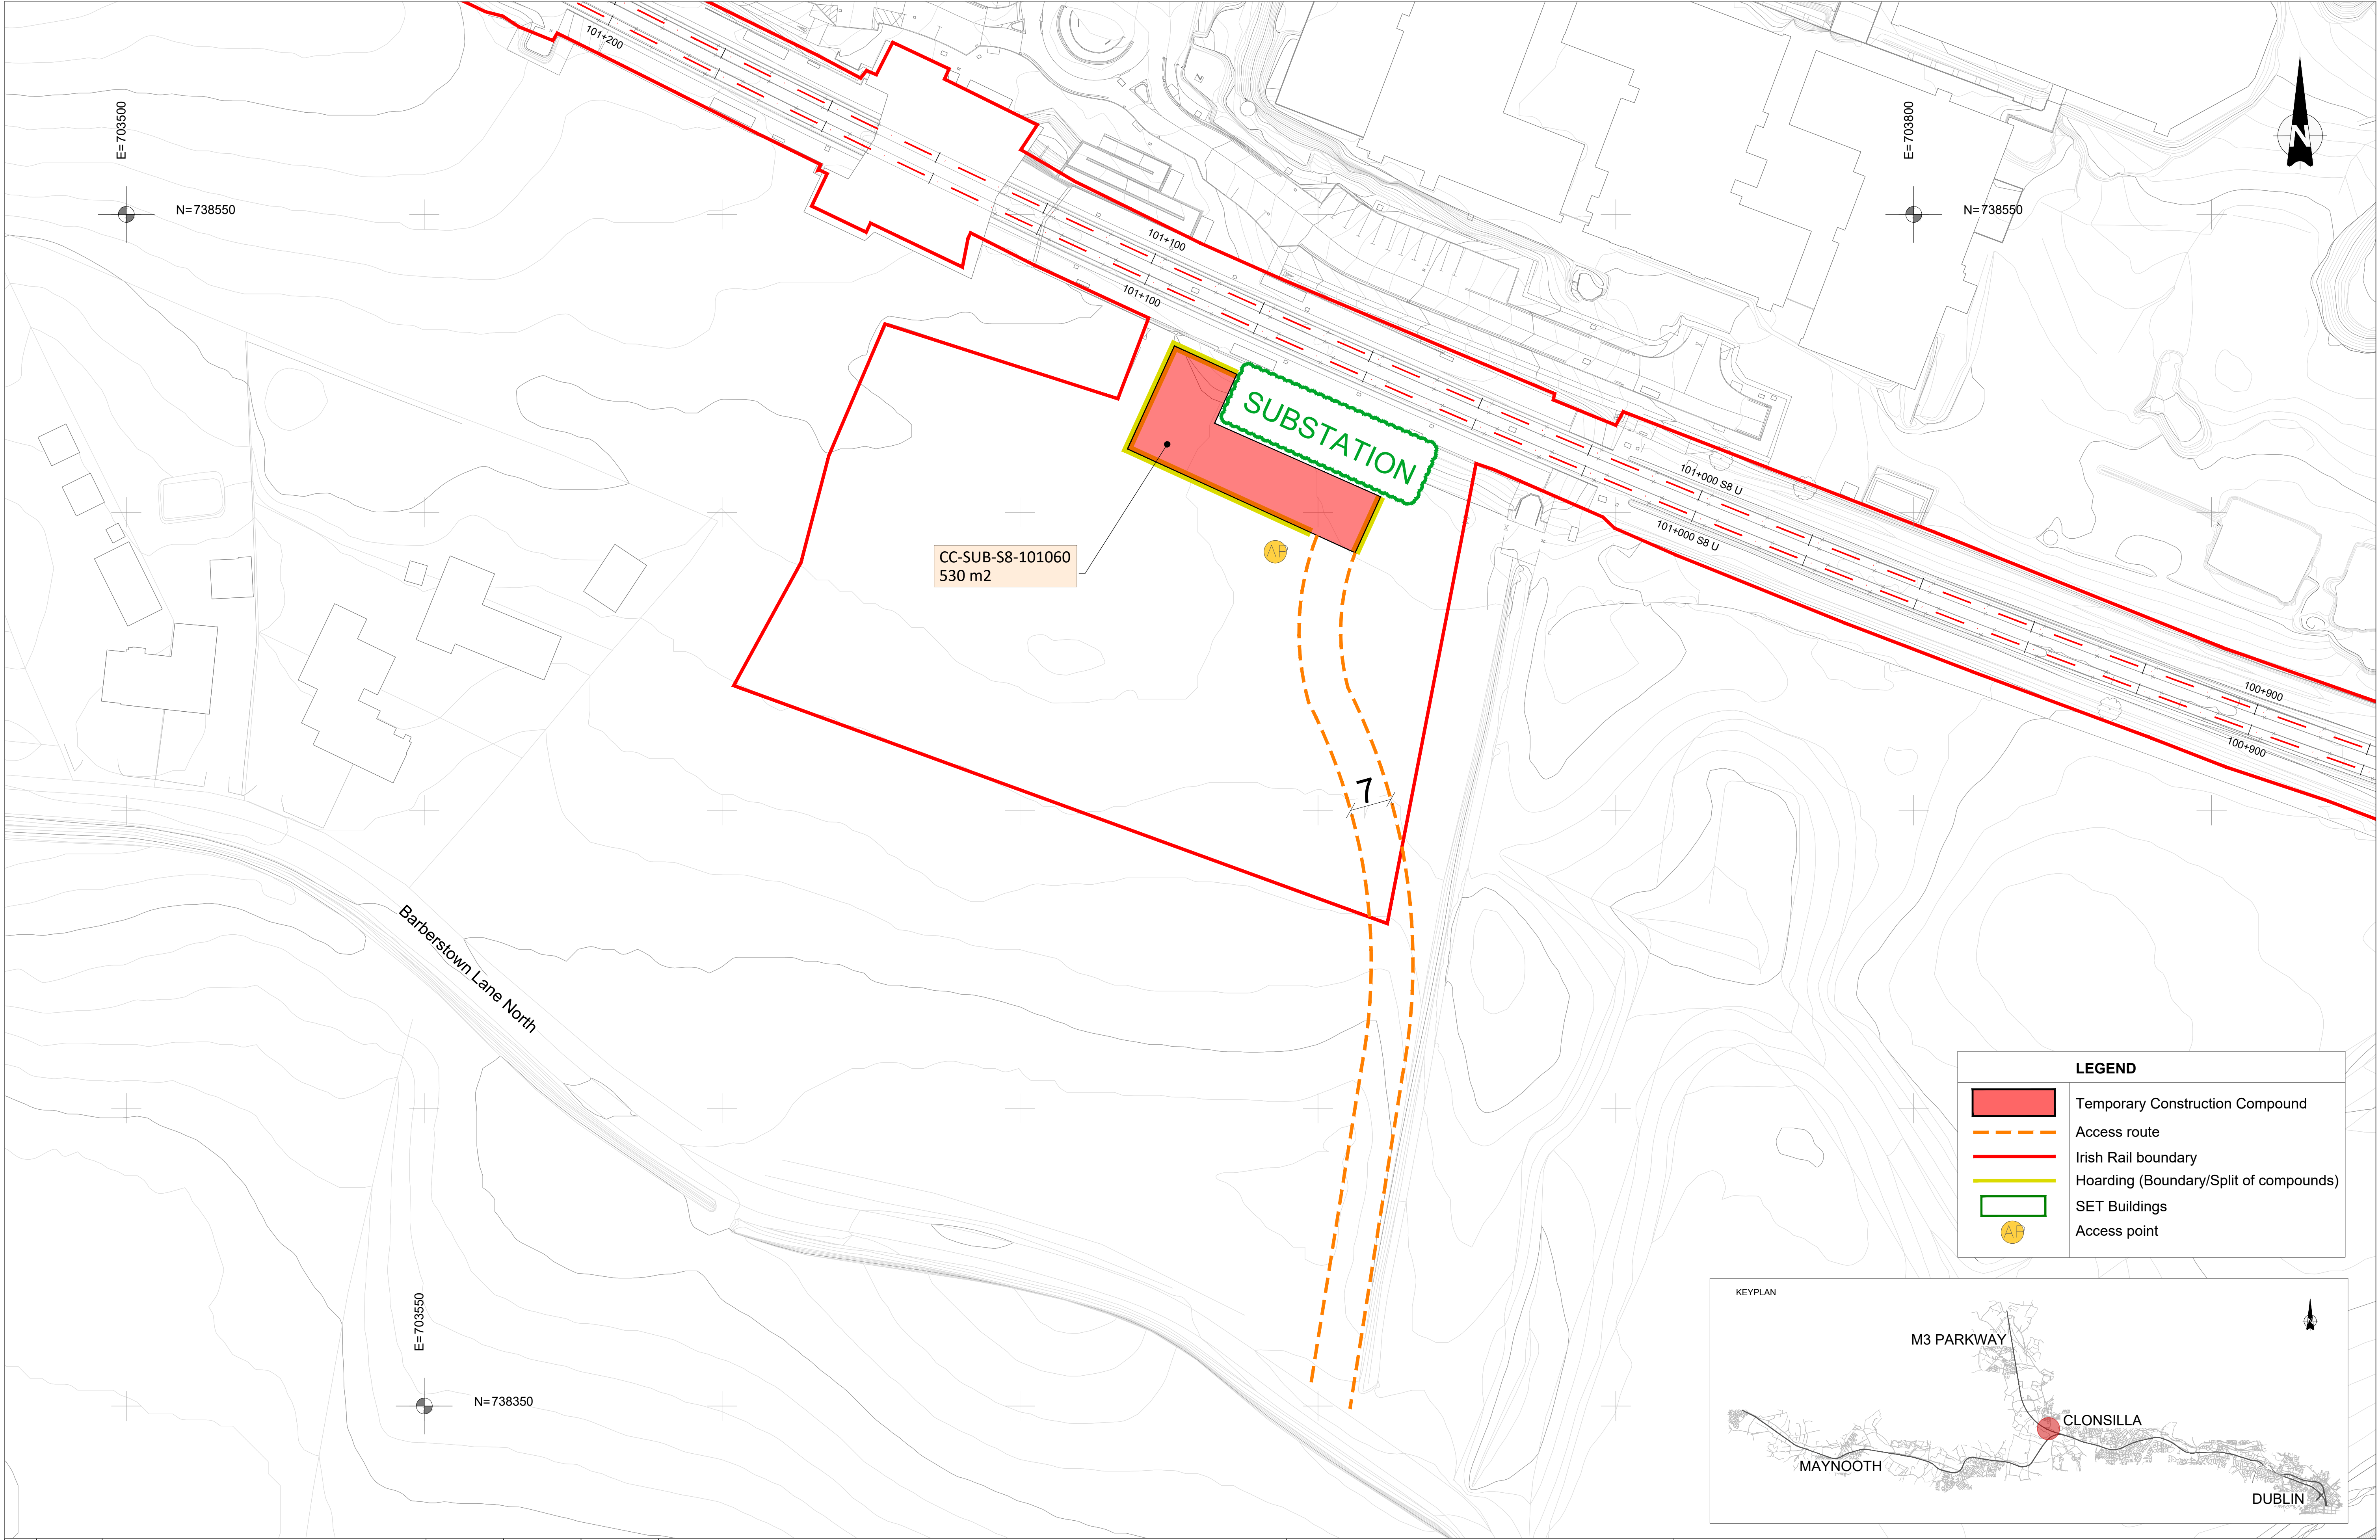 101+200
E=703500
E=703800
N
N=738550
N=738550
101+100
101+100
SUBSTATION
101+000 S8 U
101+000 S8 U
AP
CC-SUB-S8-101060
530 m2
100+900
100+900
7
Barberstown Lane North
E=703550
N=738350
LEGEND
Temporary Construction Compound
Access route
Irish Rail boundary
Hoarding (Boundary/Split of compounds)
SET Buildings
AP
Access point
KEYPLAN
M3 PARKWAY
CLONSILLA
MAYNOOTH
DUBLIN